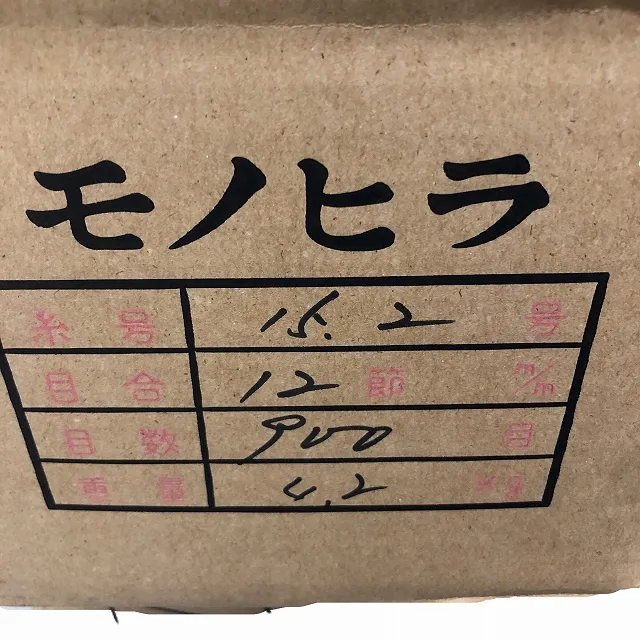 モノヒラ
糸号 15.2 号
目合 12 節 m/m
目数 900 目
重量 4.2 Kg